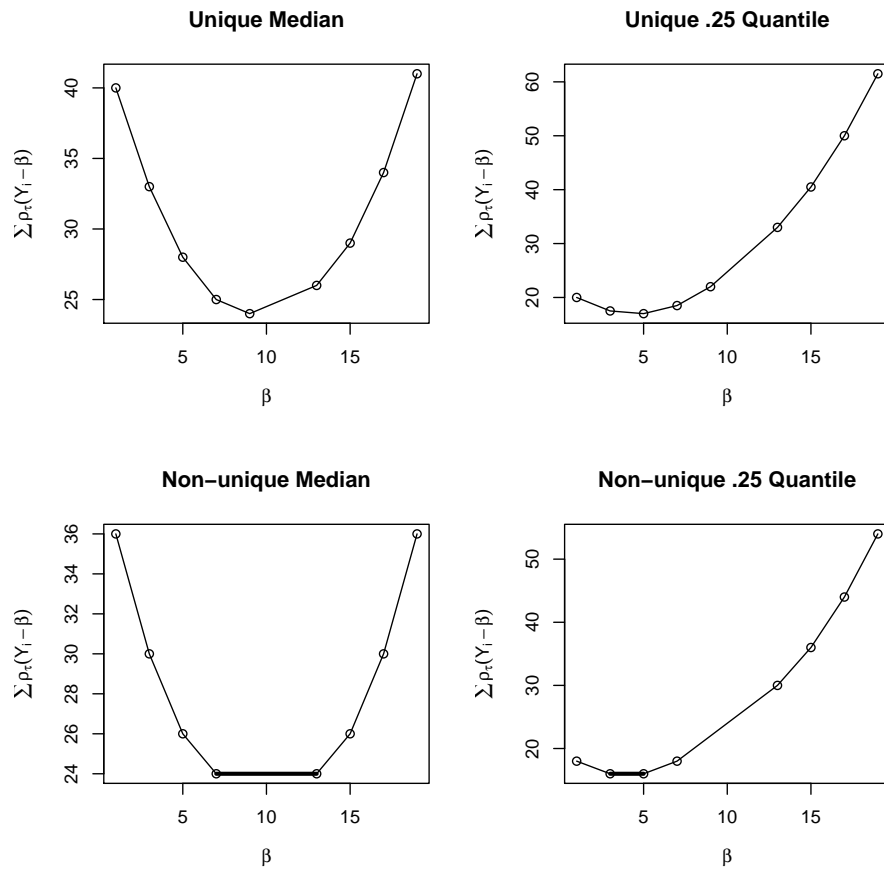 Unique Median
40
35
30
25
5 10 15
β
∑ρτ(Yi−β)
Unique .25 Quantile
60
50
40
30
20
5 10 15
β
∑ρτ(Yi−β)
Non−unique Median
36
34
32
30
28
26
24
5 10 15
β
∑ρτ(Yi−β)
Non−unique .25 Quantile
50
40
30
20
5 10 15
β
∑ρτ(Yi−β)